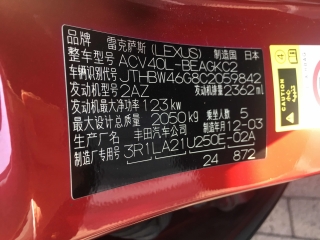 品牌 雷克萨斯(LEXUS) 制造国 日本
整车型号 ACV40L-BEAGKC2
车辆识别代号 JTHBW46G8C2059842
发动机型号 2AZ 发动机排量 2362ml
发动机最大净功率 123kw
最大设计总质量 2050kg 乘坐人数 5
生产厂名 丰田汽车公司 制造年月 12-03
制造厂专用号 3R1 LA21 U250E -02A
24 872
CAUTION